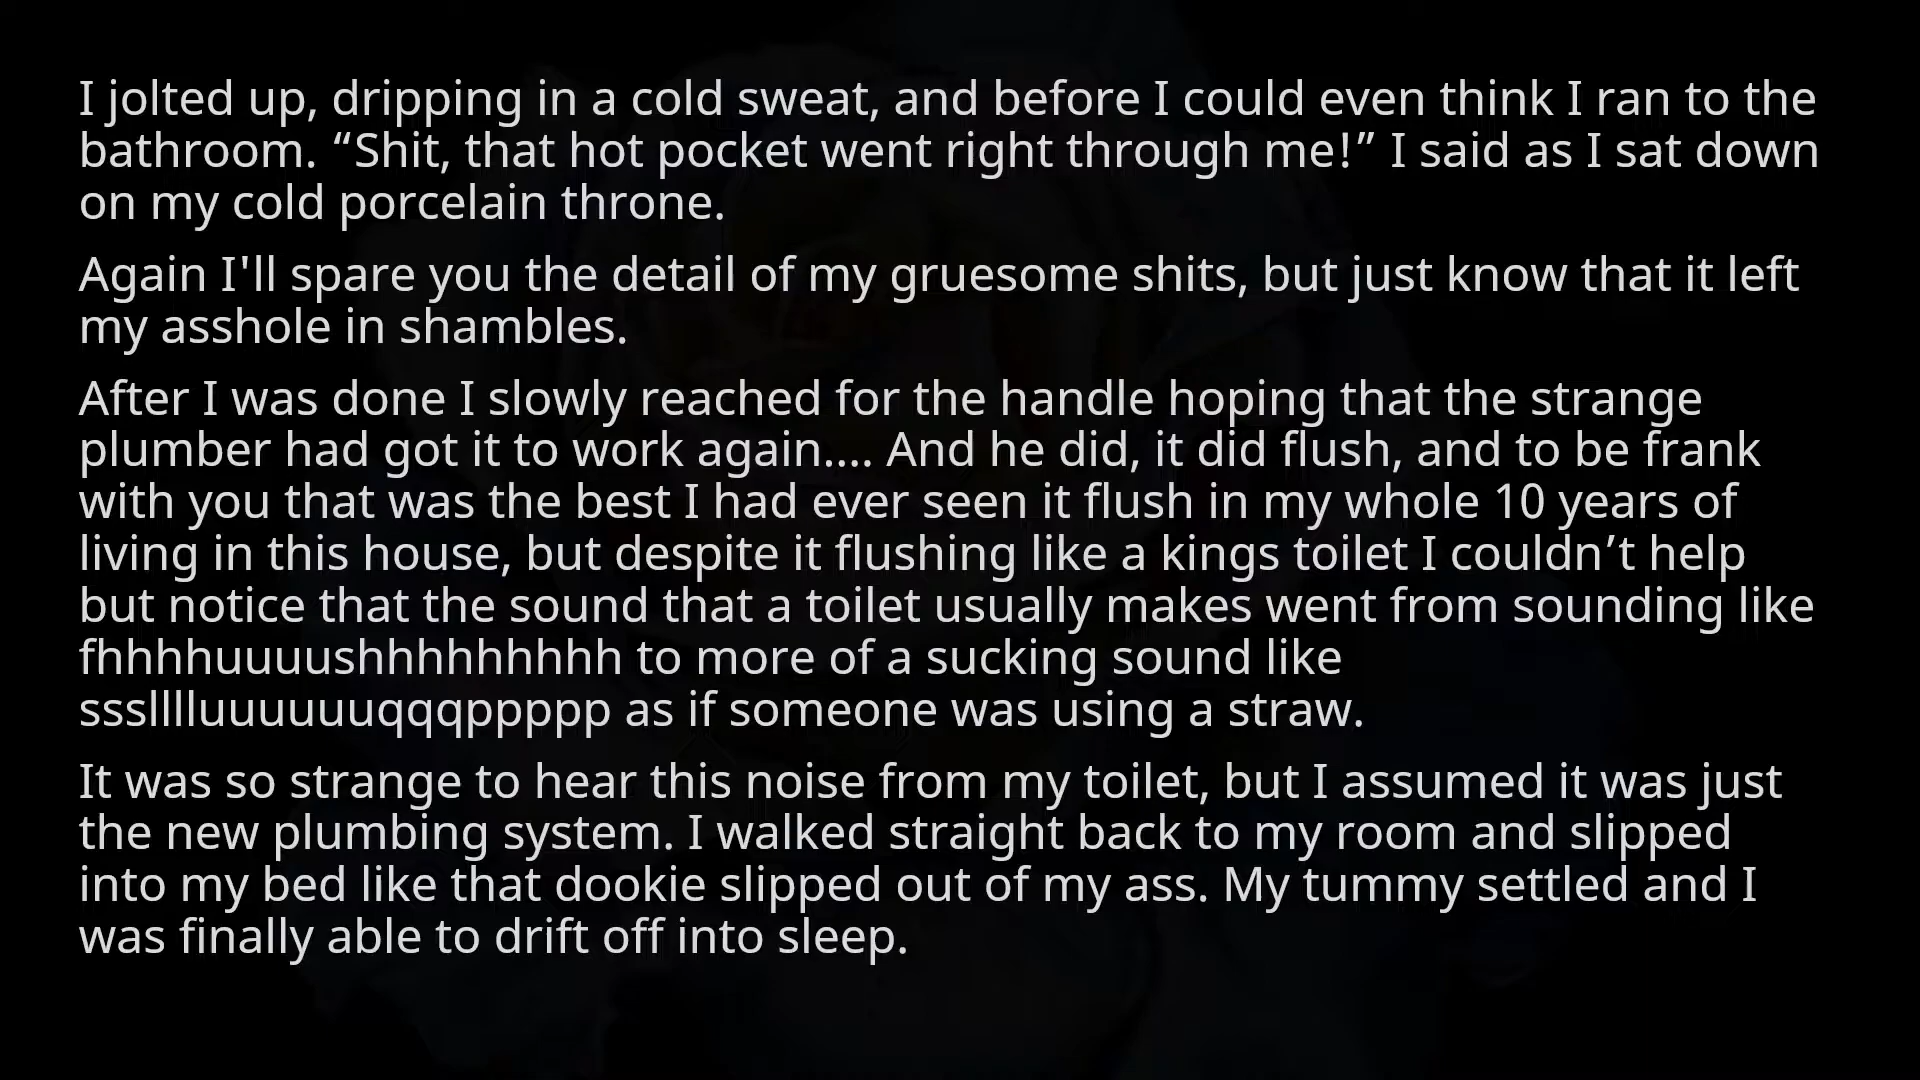 I jolted up, dripping in a cold sweat, and before I could even think I ran to the
bathroom. “Shit, that hot pocket went right through me!” I said as I sat down
on my cold porcelain throne.
Again I'll spare you the detail of my gruesome shits, but just know that it left
my asshole in shambles.
After I was done I slowly reached for the handle hoping that the strange
plumber had got it to work again.... And he did, it did flush, and to be frank
with you that was the best I had ever seen it flush in my whole 10 years of
living in this house, but despite it flushing like a kings toilet I couldn’t help
but notice that the sound that a toilet usually makes went from sounding like
fhhhhuuuushhhhhhhhh to more of a sucking sound like
ssslllluuuuuuqqqppppp as if someone was using a straw.
It was so strange to hear this noise from my toilet, but I assumed it was just
the new plumbing system. I walked straight back to my room and slipped
into my bed like that dookie slipped out of my ass. My tummy settled and I
was finally able to drift off into sleep.